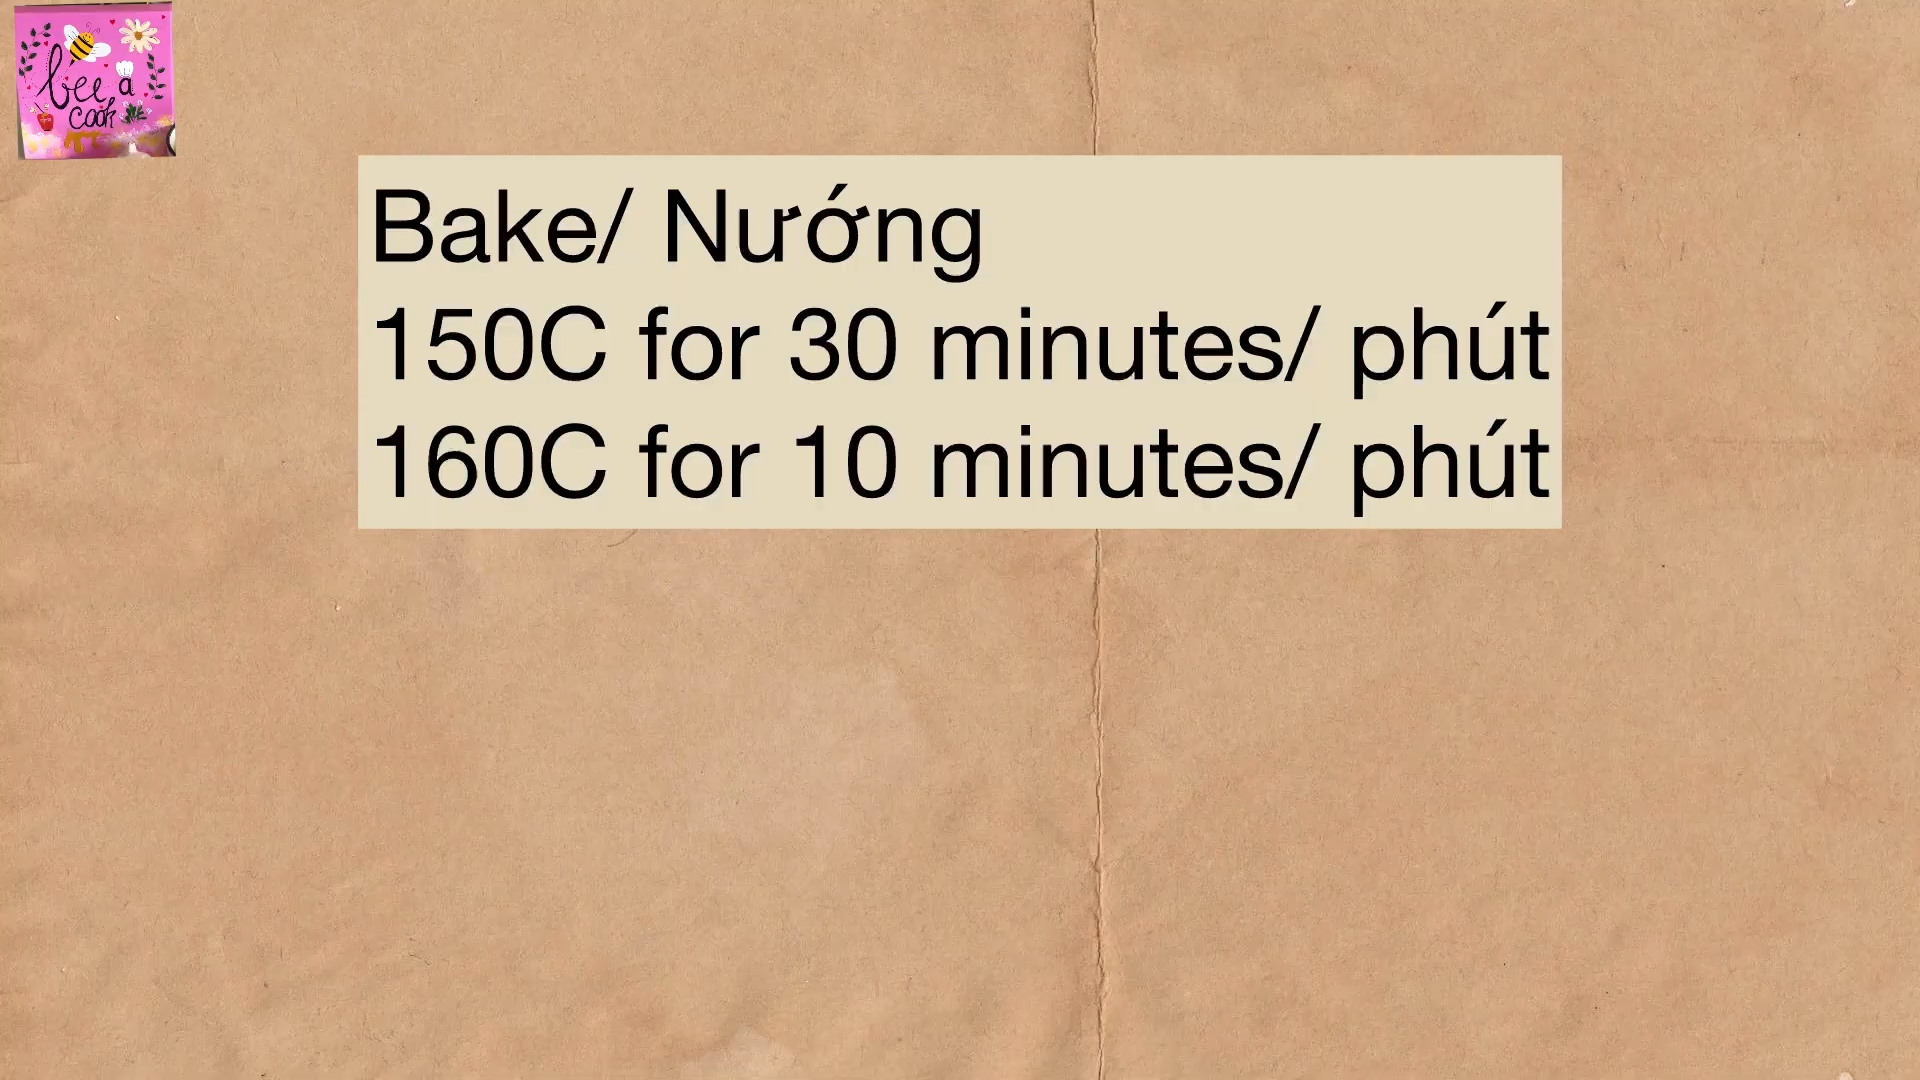 bee a
cook
Bake/ Nướng
150C for 30 minutes/ phút
160C for 10 minutes/ phút